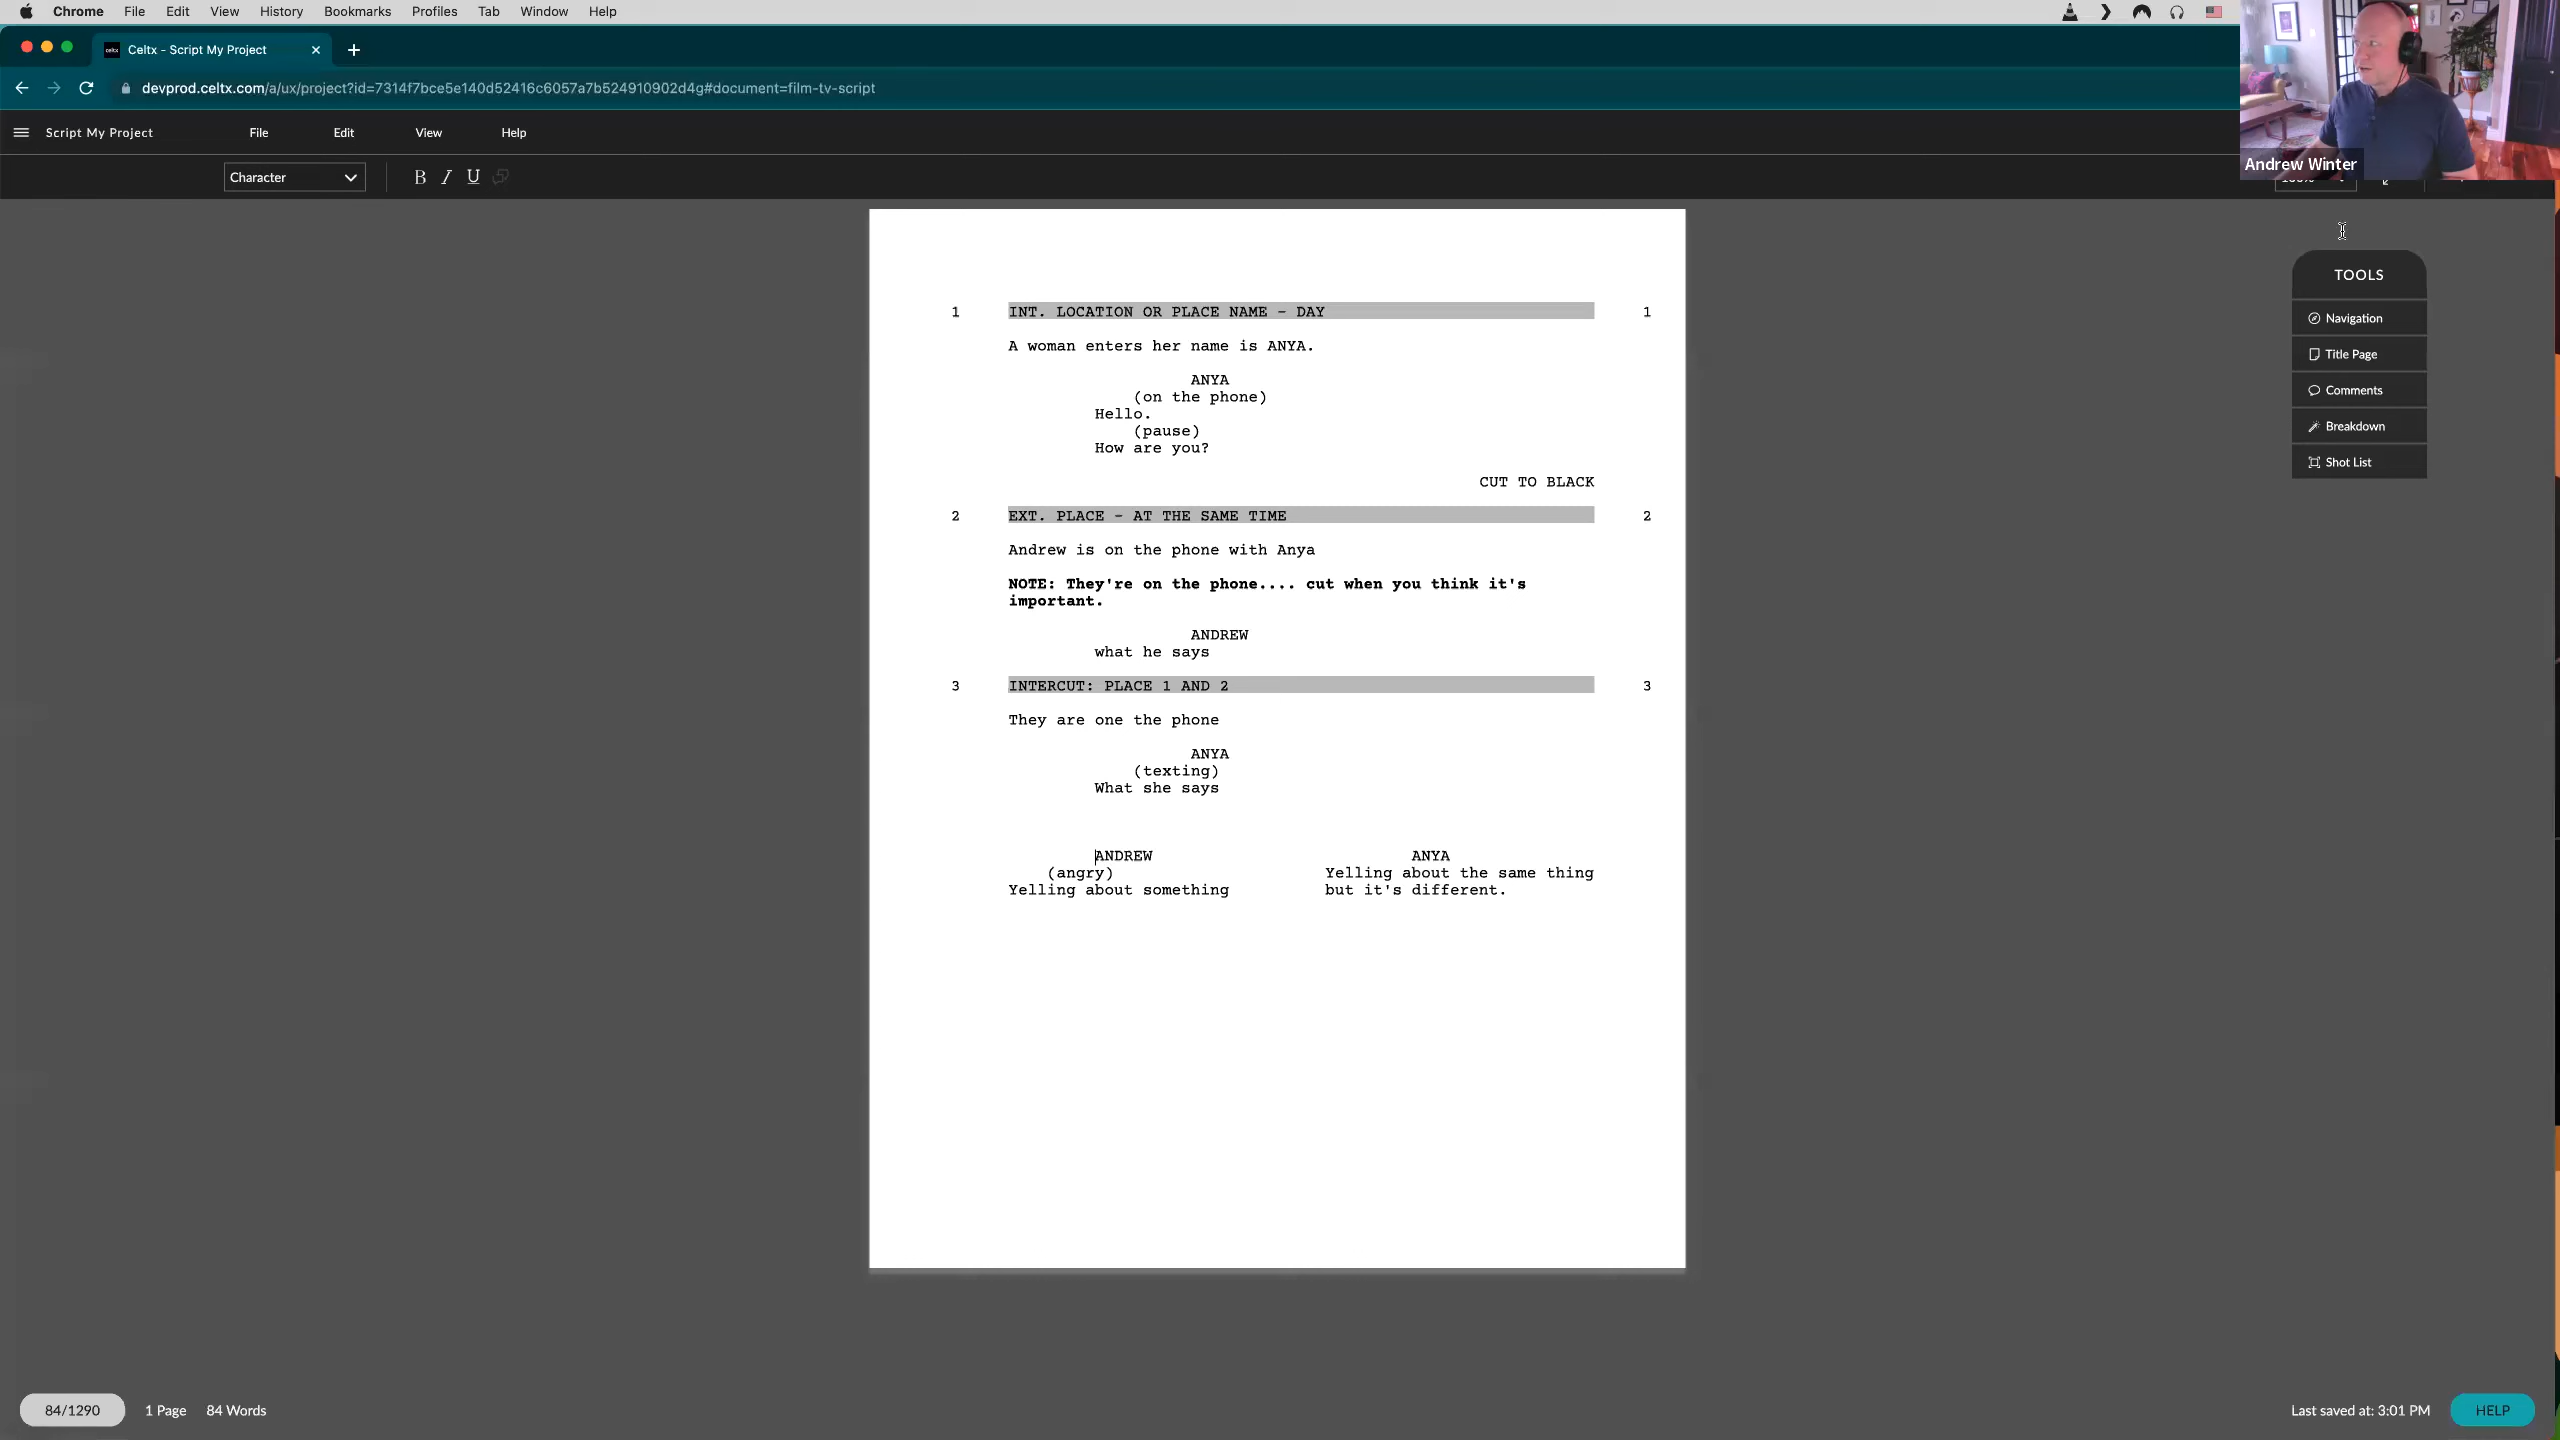 Chrome File Edit View History Bookmarks Profiles Tab Window Help
celtx Celtx - Script My Project
devprod.celtx.com/a/ux/project?id=7314f7bce5e140d52416c6057a7b524910902d4g#document=film-tv-script
Script My Project File Edit View Help
Andrew Winter
Character B I U
TOOLS
Navigation
Title Page
Comments
Breakdown
Shot List
1 INT. LOCATION OR PLACE NAME - DAY 1
A woman enters her name is ANYA.
ANYA
(on the phone)
Hello.
(pause)
How are you?
CUT TO BLACK
2 EXT. PLACE - AT THE SAME TIME 2
Andrew is on the phone with Anya
NOTE: They're on the phone.... cut when you think it's
important.
ANDREW
what he says
3 INTERCUT: PLACE 1 AND 2 3
They are one the phone
ANYA
(texting)
What she says
ANDREW
(angry)
Yelling about something
ANYA
Yelling about the same thing
but it's different.
84/1290 1 Page 84 Words
Last saved at: 3:01 PM HELP